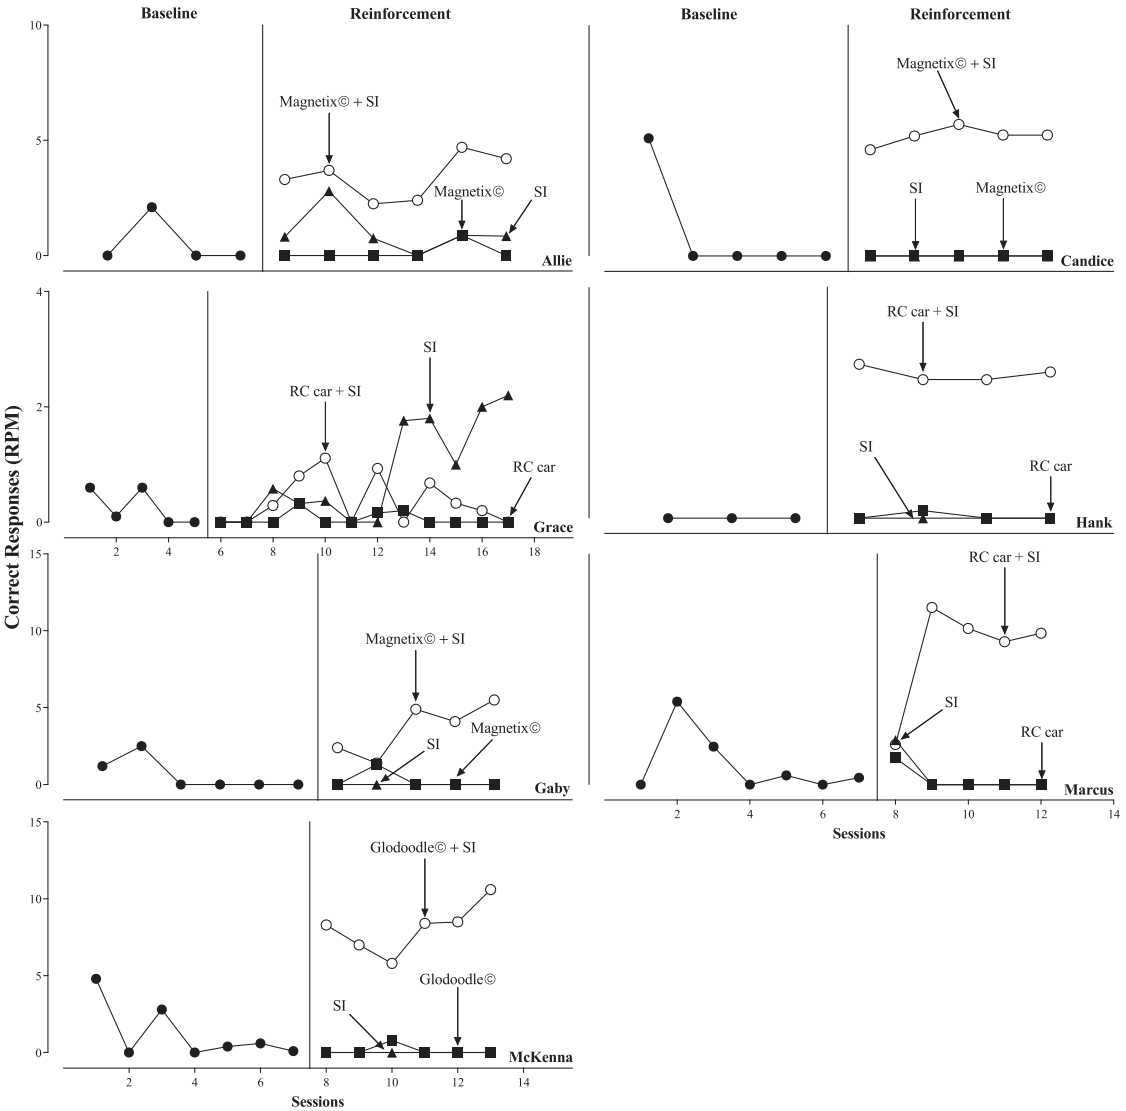 Baseline
Reinforcement
Baseline
Reinforcement
Correct Responses (RPM)
10
5
0
Magnetix© + SI
Magnetix©
SI
Allie
Magnetix© + SI
SI
Magnetix©
Candice
4
2
0
RC car + SI
SI
RC car
Grace
2 4 6 8 10 12 14 16 18
RC car + SI
SI
RC car
Hank
15
10
5
0
Magnetix© + SI
SI
Magnetix©
Gaby
RC car + SI
SI
RC car
Marcus
2 4 6 8 10 12 14
Sessions
15
10
5
0
Glodoodle© + SI
SI
Glodoodle©
McKenna
2 4 6 8 10 12 14
Sessions